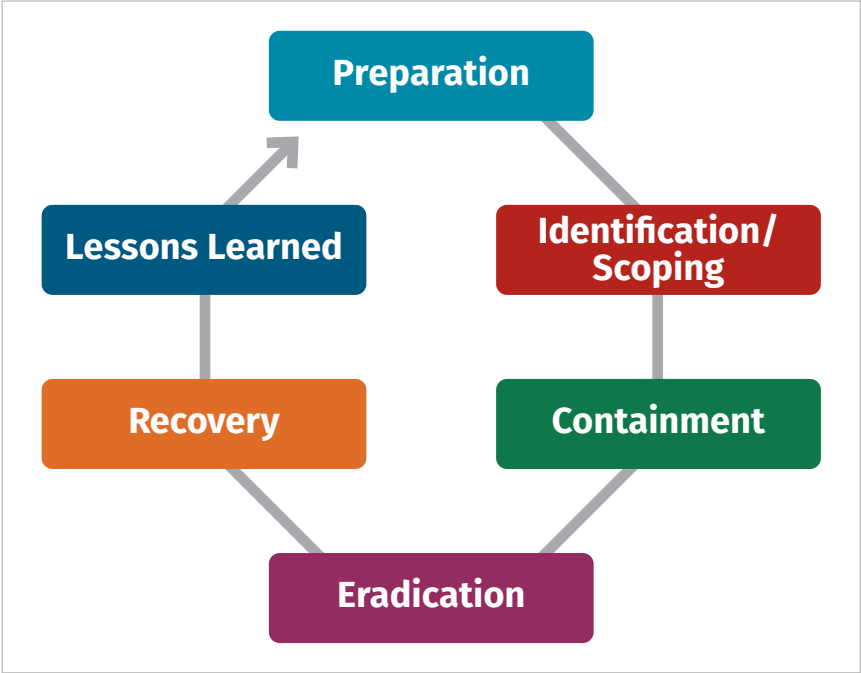 Preparation
Identification/
Scoping
Containment
Eradication
Recovery
Lessons Learned